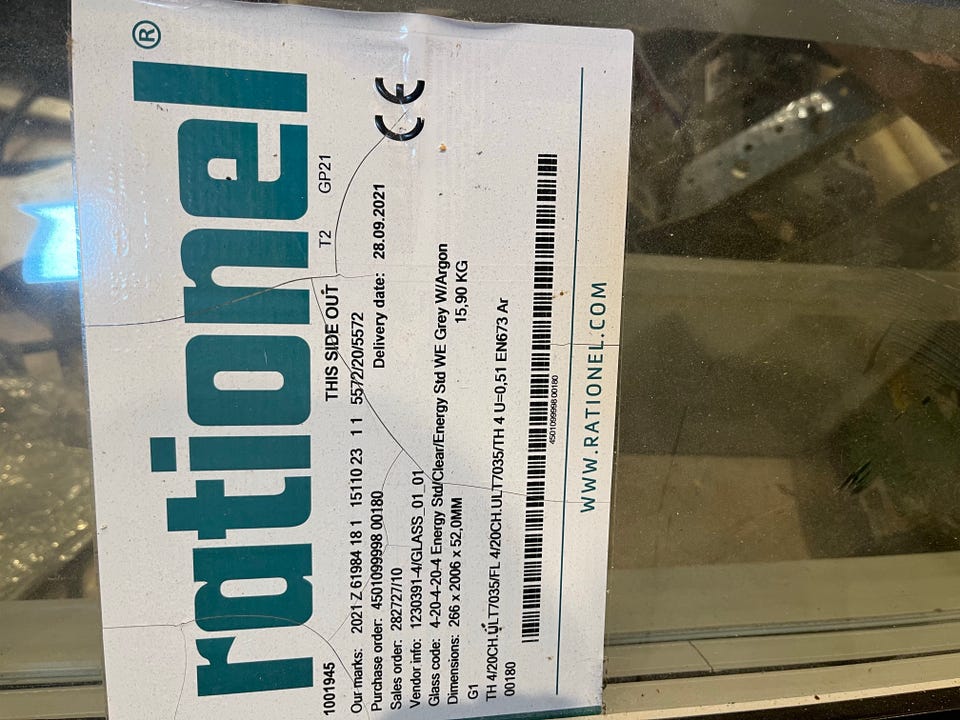 rationel®
1001945 THIS SIDE OUT T2 GP21
Our marks: 2021 Z 61984 18 1 15110 23 1 1 5572/20/5572
Purchase order: 4501099998 00180 Delivery date: 28.09.2021
Sales order: 282727/10
CE
Vendor info: 1230391-4/GLASS_01_01
Glass code: 4-20-4-20-4 Energy Std/Clear/Energy Std WE Grey W/Argon
Dimensions: 266 x 2006 x 52,0MM 15,90 KG
G1
TH 4/20CH.ULT7035/FL 4/20CH.ULT7035/TH 4 U=0,51 EN673 Ar
00180
4501099998 00180
WWW.RATIONEL.COM